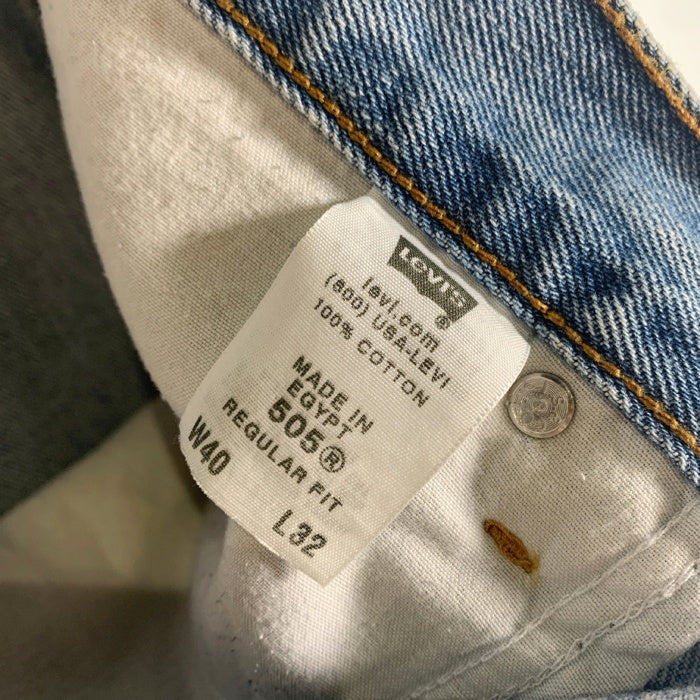 LEVI'S®
levi.com
(800) USA-LEVI
100% COTTON
MADE IN
EGYPT
505®
REGULAR FIT
W40 L32